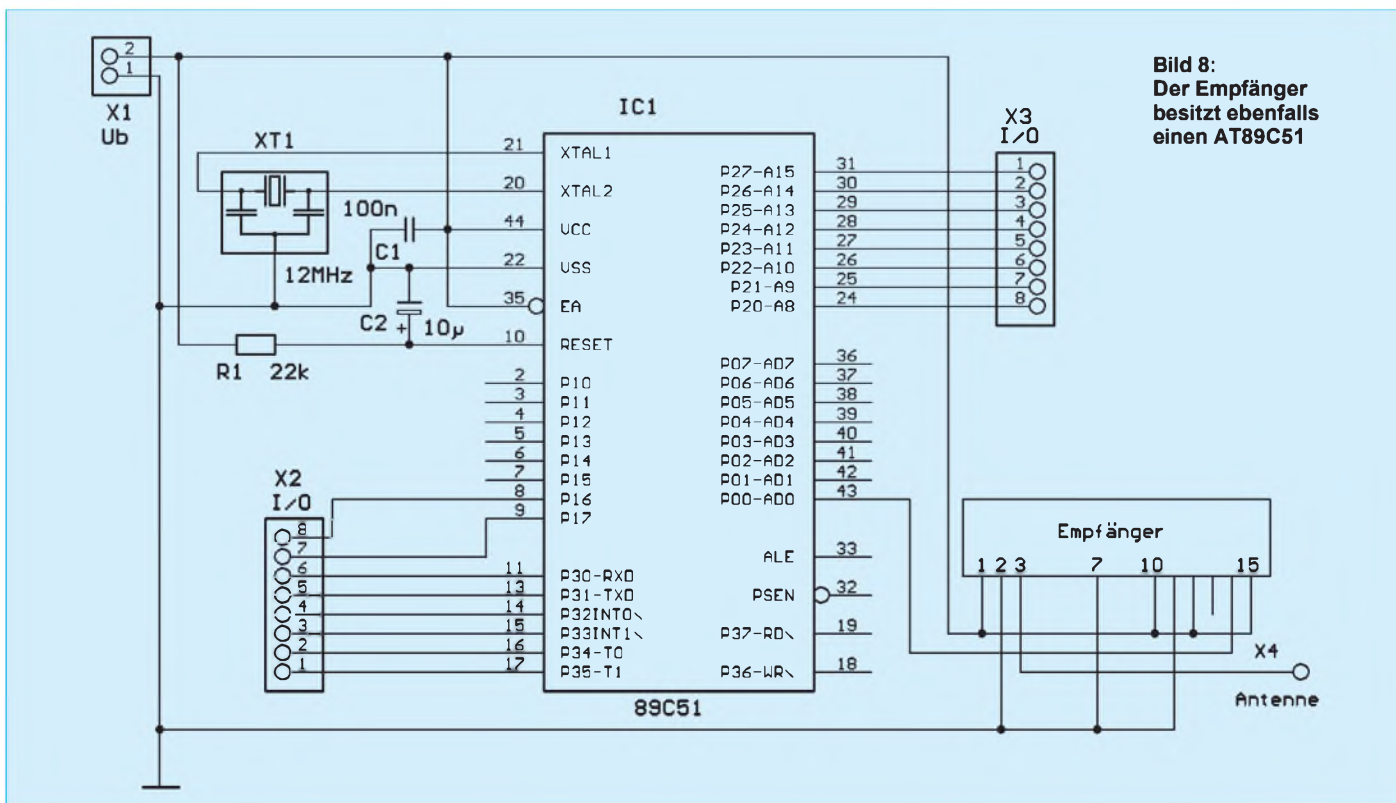 Bild 8:
Der Empfänger
besitzt ebenfalls
einen AT89C51
2
1
X1
Ub
XT1
12MHz
100n
C1
C2
+
10µ
R1 22k
IC1
21 XTAL1
20 XTAL2
44 VCC
22 VSS
35 EA
10 RESET
2 P10
3 P11
4 P12
5 P13
6 P14
7 P15
8 P16
9 P17
11 P30-RXD
13 P31-TXD
14 P32INT0\
15 P33INT1\
16 P34-T0
17 P35-T1
P27-A15 31
P26-A14 30
P25-A13 29
P24-A12 28
P23-A11 27
P22-A10 26
P21-A9 25
P20-A8 24
P07-AD7 36
P06-AD6 37
P05-AD5 38
P04-AD4 39
P03-AD3 40
P02-AD2 41
P01-AD1 42
P00-AD0 43
ALE 33
PSEN 32
P37-RD\ 19
P36-WR\ 18
89C51
X2
I/O
8
7
6
5
4
3
2
1
X3
I/O
1
2
3
4
5
6
7
8
Empfänger
1 2 3 7 10 15
X4
Antenne